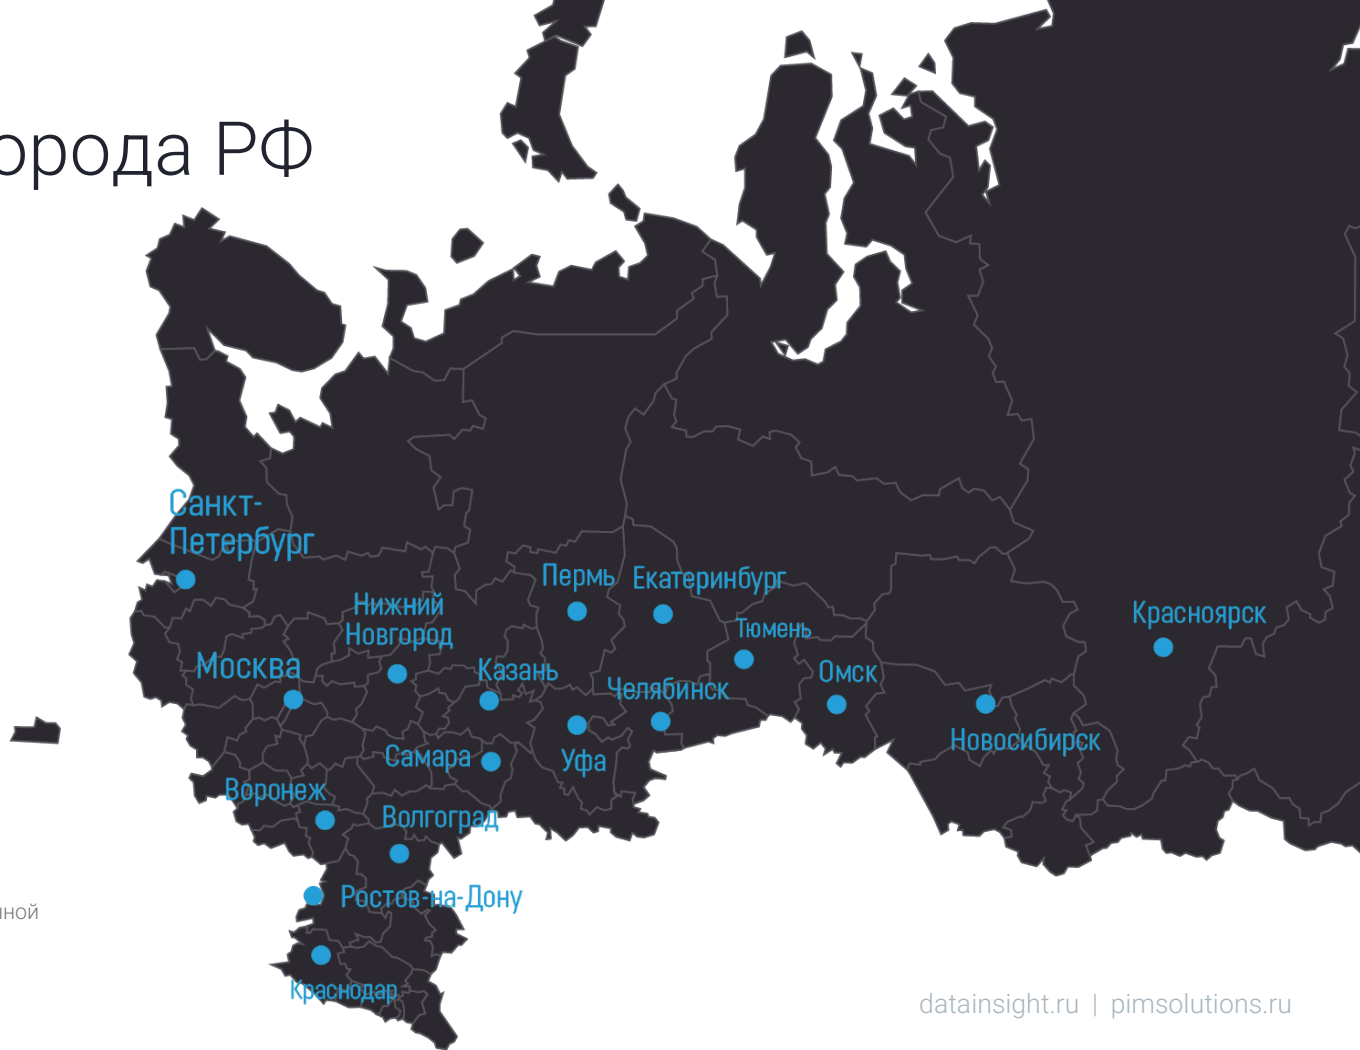 орода РФ
Санкт-
Петербург
Пермь
Екатеринбург
Нижний
Новгород
Красноярск
Тюмень
Москва
Казань
Омск
Челябинск
Новосибирск
Самара
Уфа
Воронеж
Волгоград
Ростов-на-Дону
нной
Краснодар
datainsight.ru | pimsolutions.ru